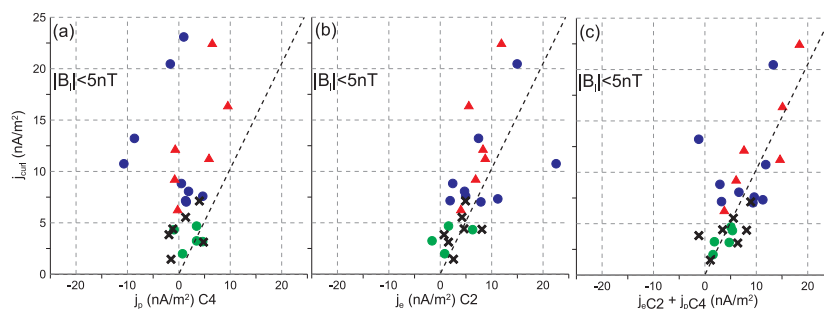 (a) (b) (c)
|B_l|<5nT |B_l|<5nT |B_l|<5nT
j_curl (nA/m²)
25
20
15
10
5
0
-20 -10 0 10 20
-20 -10 0 10 20
-20 -10 0 10 20
j_p (nA/m²) C4 j_e (nA/m²) C2 j_eC2 + j_pC4 (nA/m²)